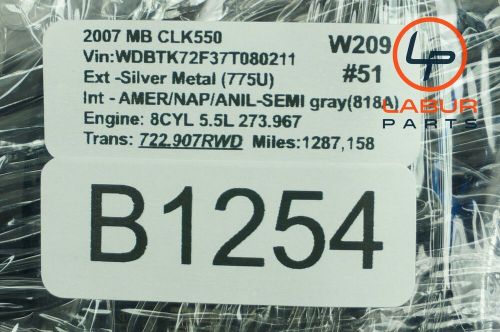 2007 MB CLK550
W209
Vin:WDBTK72F37T080211
#51
Ext -Silver Metal (775U)
Int - AMER/NAP/ANIL-SEMI gray(818A)
Engine: 8CYL 5.5L 273.967
Trans: 722.907RWD Miles:1287,158
B1254
LP
LABUR
PARTS